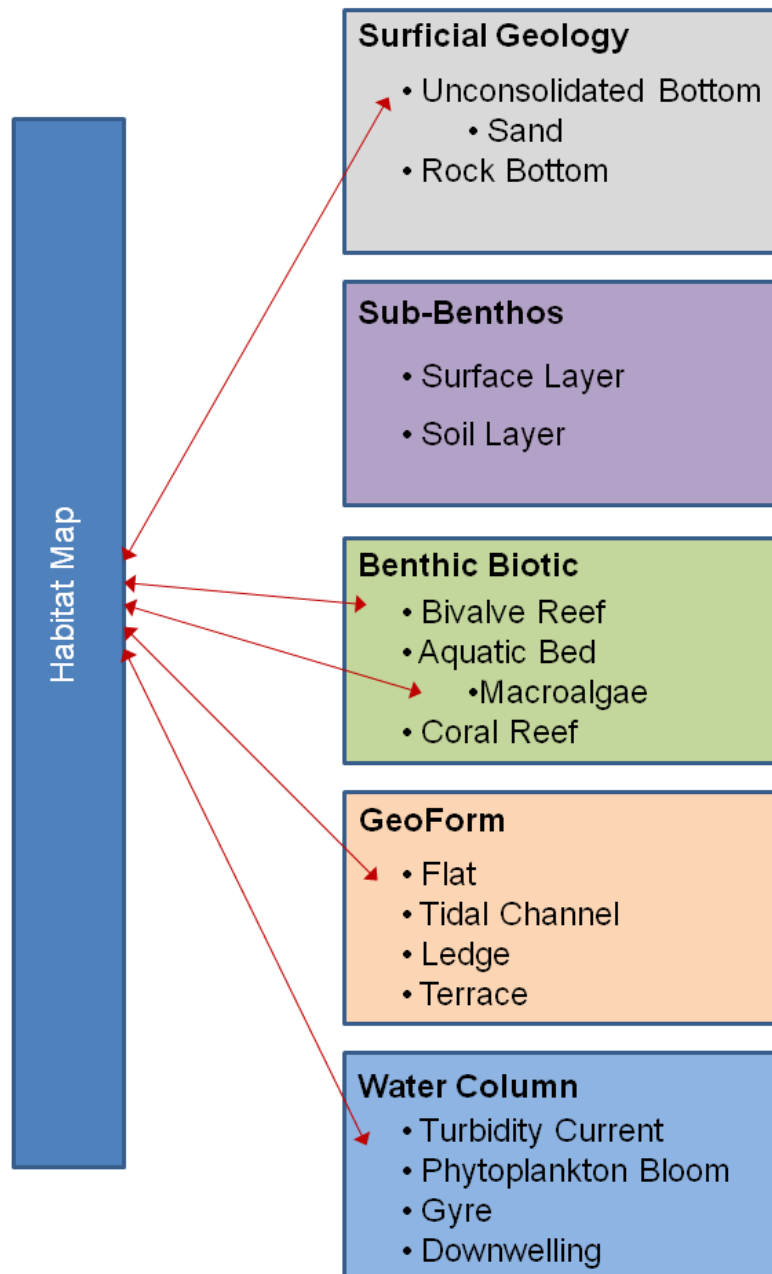 Habitat Map
Surficial Geology
• Unconsolidated Bottom
• Sand
• Rock Bottom
Sub-Benthos
• Surface Layer
• Soil Layer
Benthic Biotic
• Bivalve Reef
• Aquatic Bed
•Macroalgae
• Coral Reef
GeoForm
• Flat
• Tidal Channel
• Ledge
• Terrace
Water Column
• Turbidity Current
• Phytoplankton Bloom
• Gyre
• Downwelling